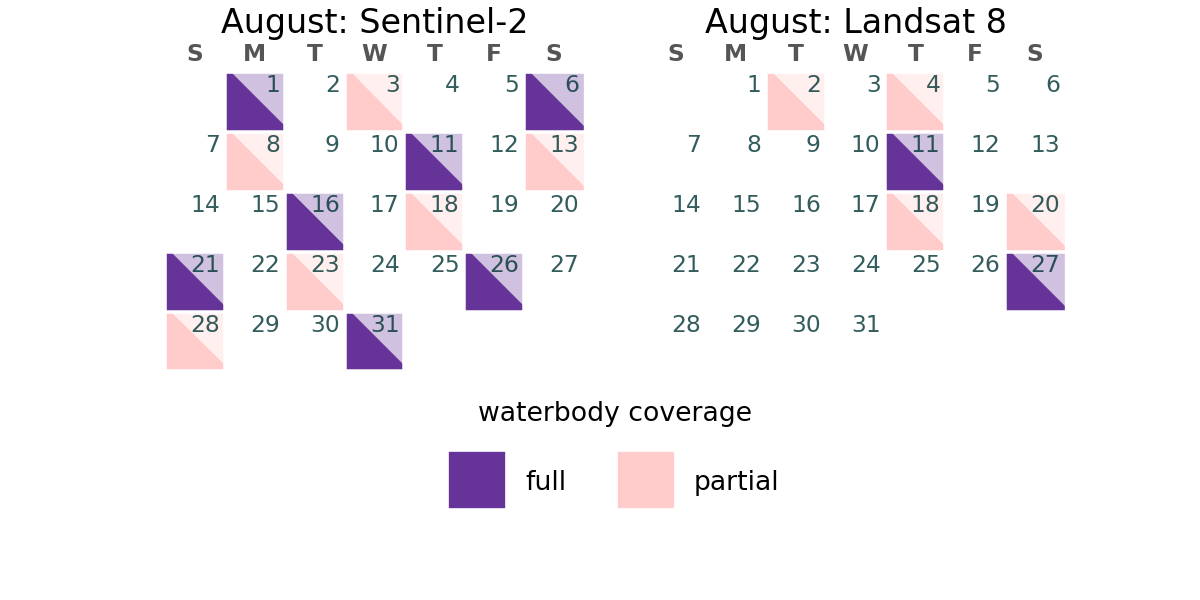 August: Sentinel-2
S M T W T F S
1 2 3 4 5 6
7 8 9 10 11 12 13
14 15 16 17 18 19 20
21 22 23 24 25 26 27
28 29 30 31
August: Landsat 8
S M T W T F S
1 2 3 4 5 6
7 8 9 10 11 12 13
14 15 16 17 18 19 20
21 22 23 24 25 26 27
28 29 30 31
waterbody coverage
full partial